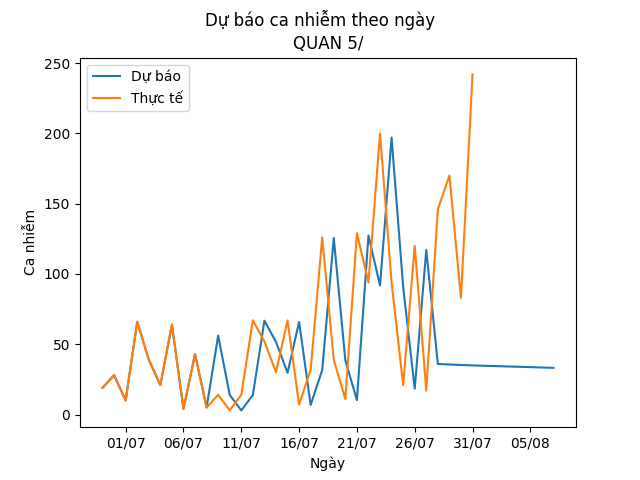 Dự báo ca nhiễm theo ngày
QUAN 5/
Dự báo
Thực tế
Ca nhiễm
250
200
150
100
50
0
01/07 06/07 11/07 16/07 21/07 26/07 31/07 05/08
Ngày